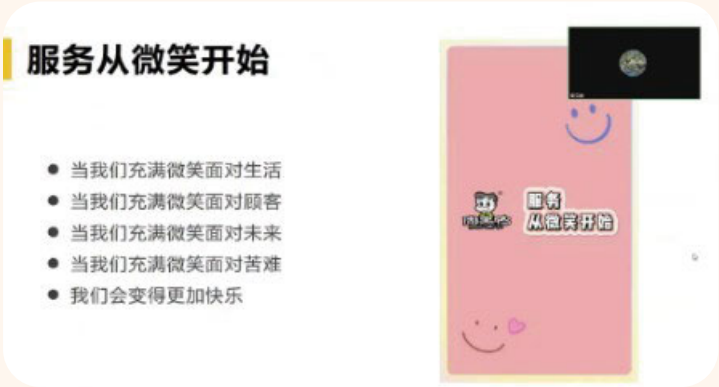 服务从微笑开始
当我们充满微笑面对生活
当我们充满微笑面对顾客
当我们充满微笑面对未来
当我们充满微笑面对苦难
我们会变得更加快乐
服务
从微笑开始